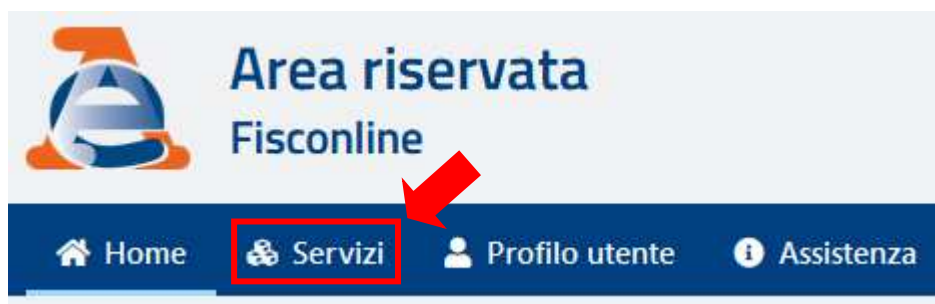 Area riservata
Fisconline
Home Servizi Profilo utente Assistenza